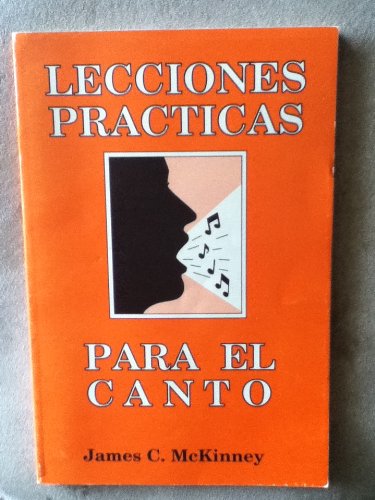 LECCIONES
PRACTICAS
PARA EL
CANTO
James C. McKinney